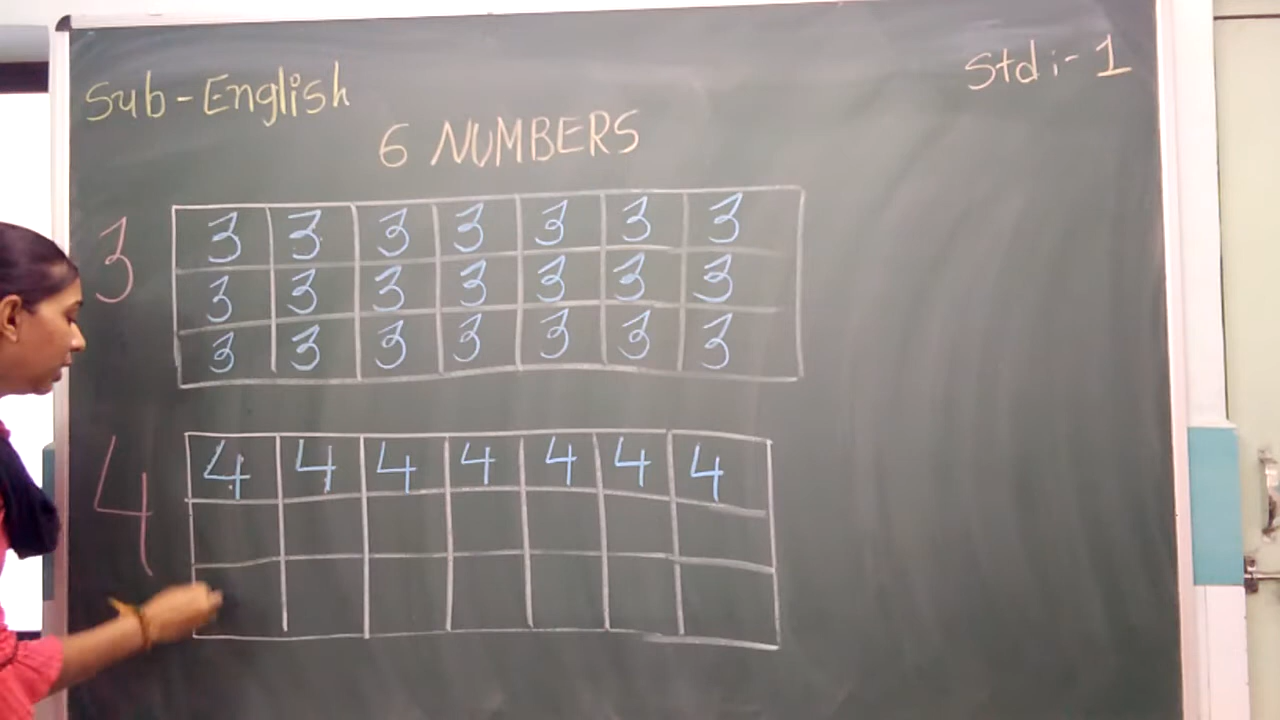 Sub-English
Std :- 1
6 NUMBERS
3
3 3 3 3 3 3 3
3 3 3 3 3 3 3
3 3 3 3 3 3 3
4
4 4 4 4 4 4 4